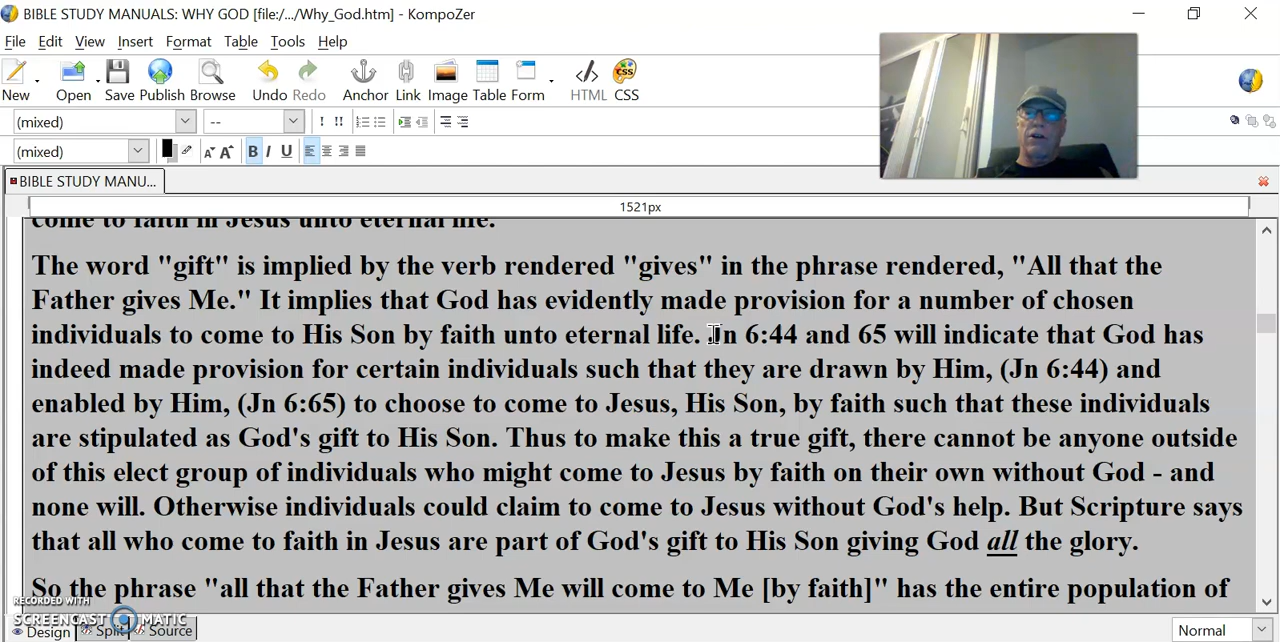 BIBLE STUDY MANUALS: WHY GOD [file:/.../Why_God.htm] - KompoZer
File Edit View Insert Format Table Tools Help
New Open Save Publish Browse Undo Redo Anchor Link Image Table Form HTML CSS
(mixed) --
(mixed) B I U
BIBLE STUDY MANU...
1521px
come to faith in Jesus unto eternal life.
The word "gift" is implied by the verb rendered "gives" in the phrase rendered, "All that the
Father gives Me." It implies that God has evidently made provision for a number of chosen
individuals to come to His Son by faith unto eternal life. Jn 6:44 and 65 will indicate that God has
indeed made provision for certain individuals such that they are drawn by Him, (Jn 6:44) and
enabled by Him, (Jn 6:65) to choose to come to Jesus, His Son, by faith such that these individuals
are stipulated as God's gift to His Son. Thus to make this a true gift, there cannot be anyone outside
of this elect group of individuals who might come to Jesus by faith on their own without God - and
none will. Otherwise individuals could claim to come to Jesus without God's help. But Scripture says
that all who come to faith in Jesus are part of God's gift to His Son giving God all the glory.
So the phrase "all that the Father gives Me will come to Me [by faith]" has the entire population of
RECORDED WITH
SCREENCAST MATIC
Design Split Source
Normal